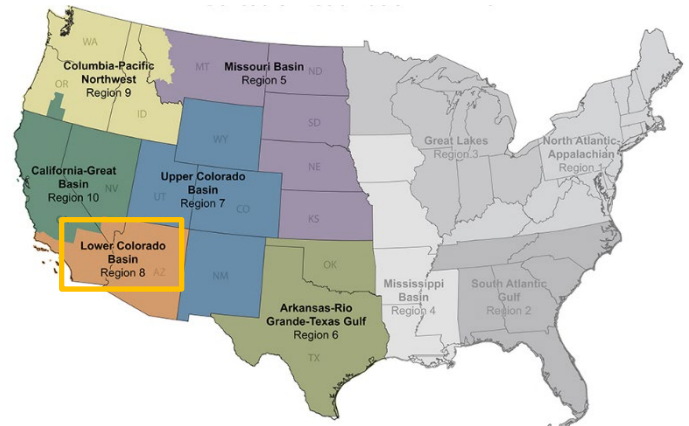 WA
Columbia-Pacific
Northwest
Region 9
OR
ID
MT
Missouri Basin
Region 5
ND
SD
WY
NE
Great Lakes
Region 3
North Atlantic-
Appalachian
Region 1
California-Great
Basin
Region 10
NV
Upper Colorado
Basin
Region 7
UT
CO
KS
Lower Colorado
Basin
Region 8
AZ
NM
OK
Arkansas-Rio
Grande-Texas Gulf
Region 6
TX
Mississippi
Basin
Region 4
South Atlantic
Gulf
Region 2